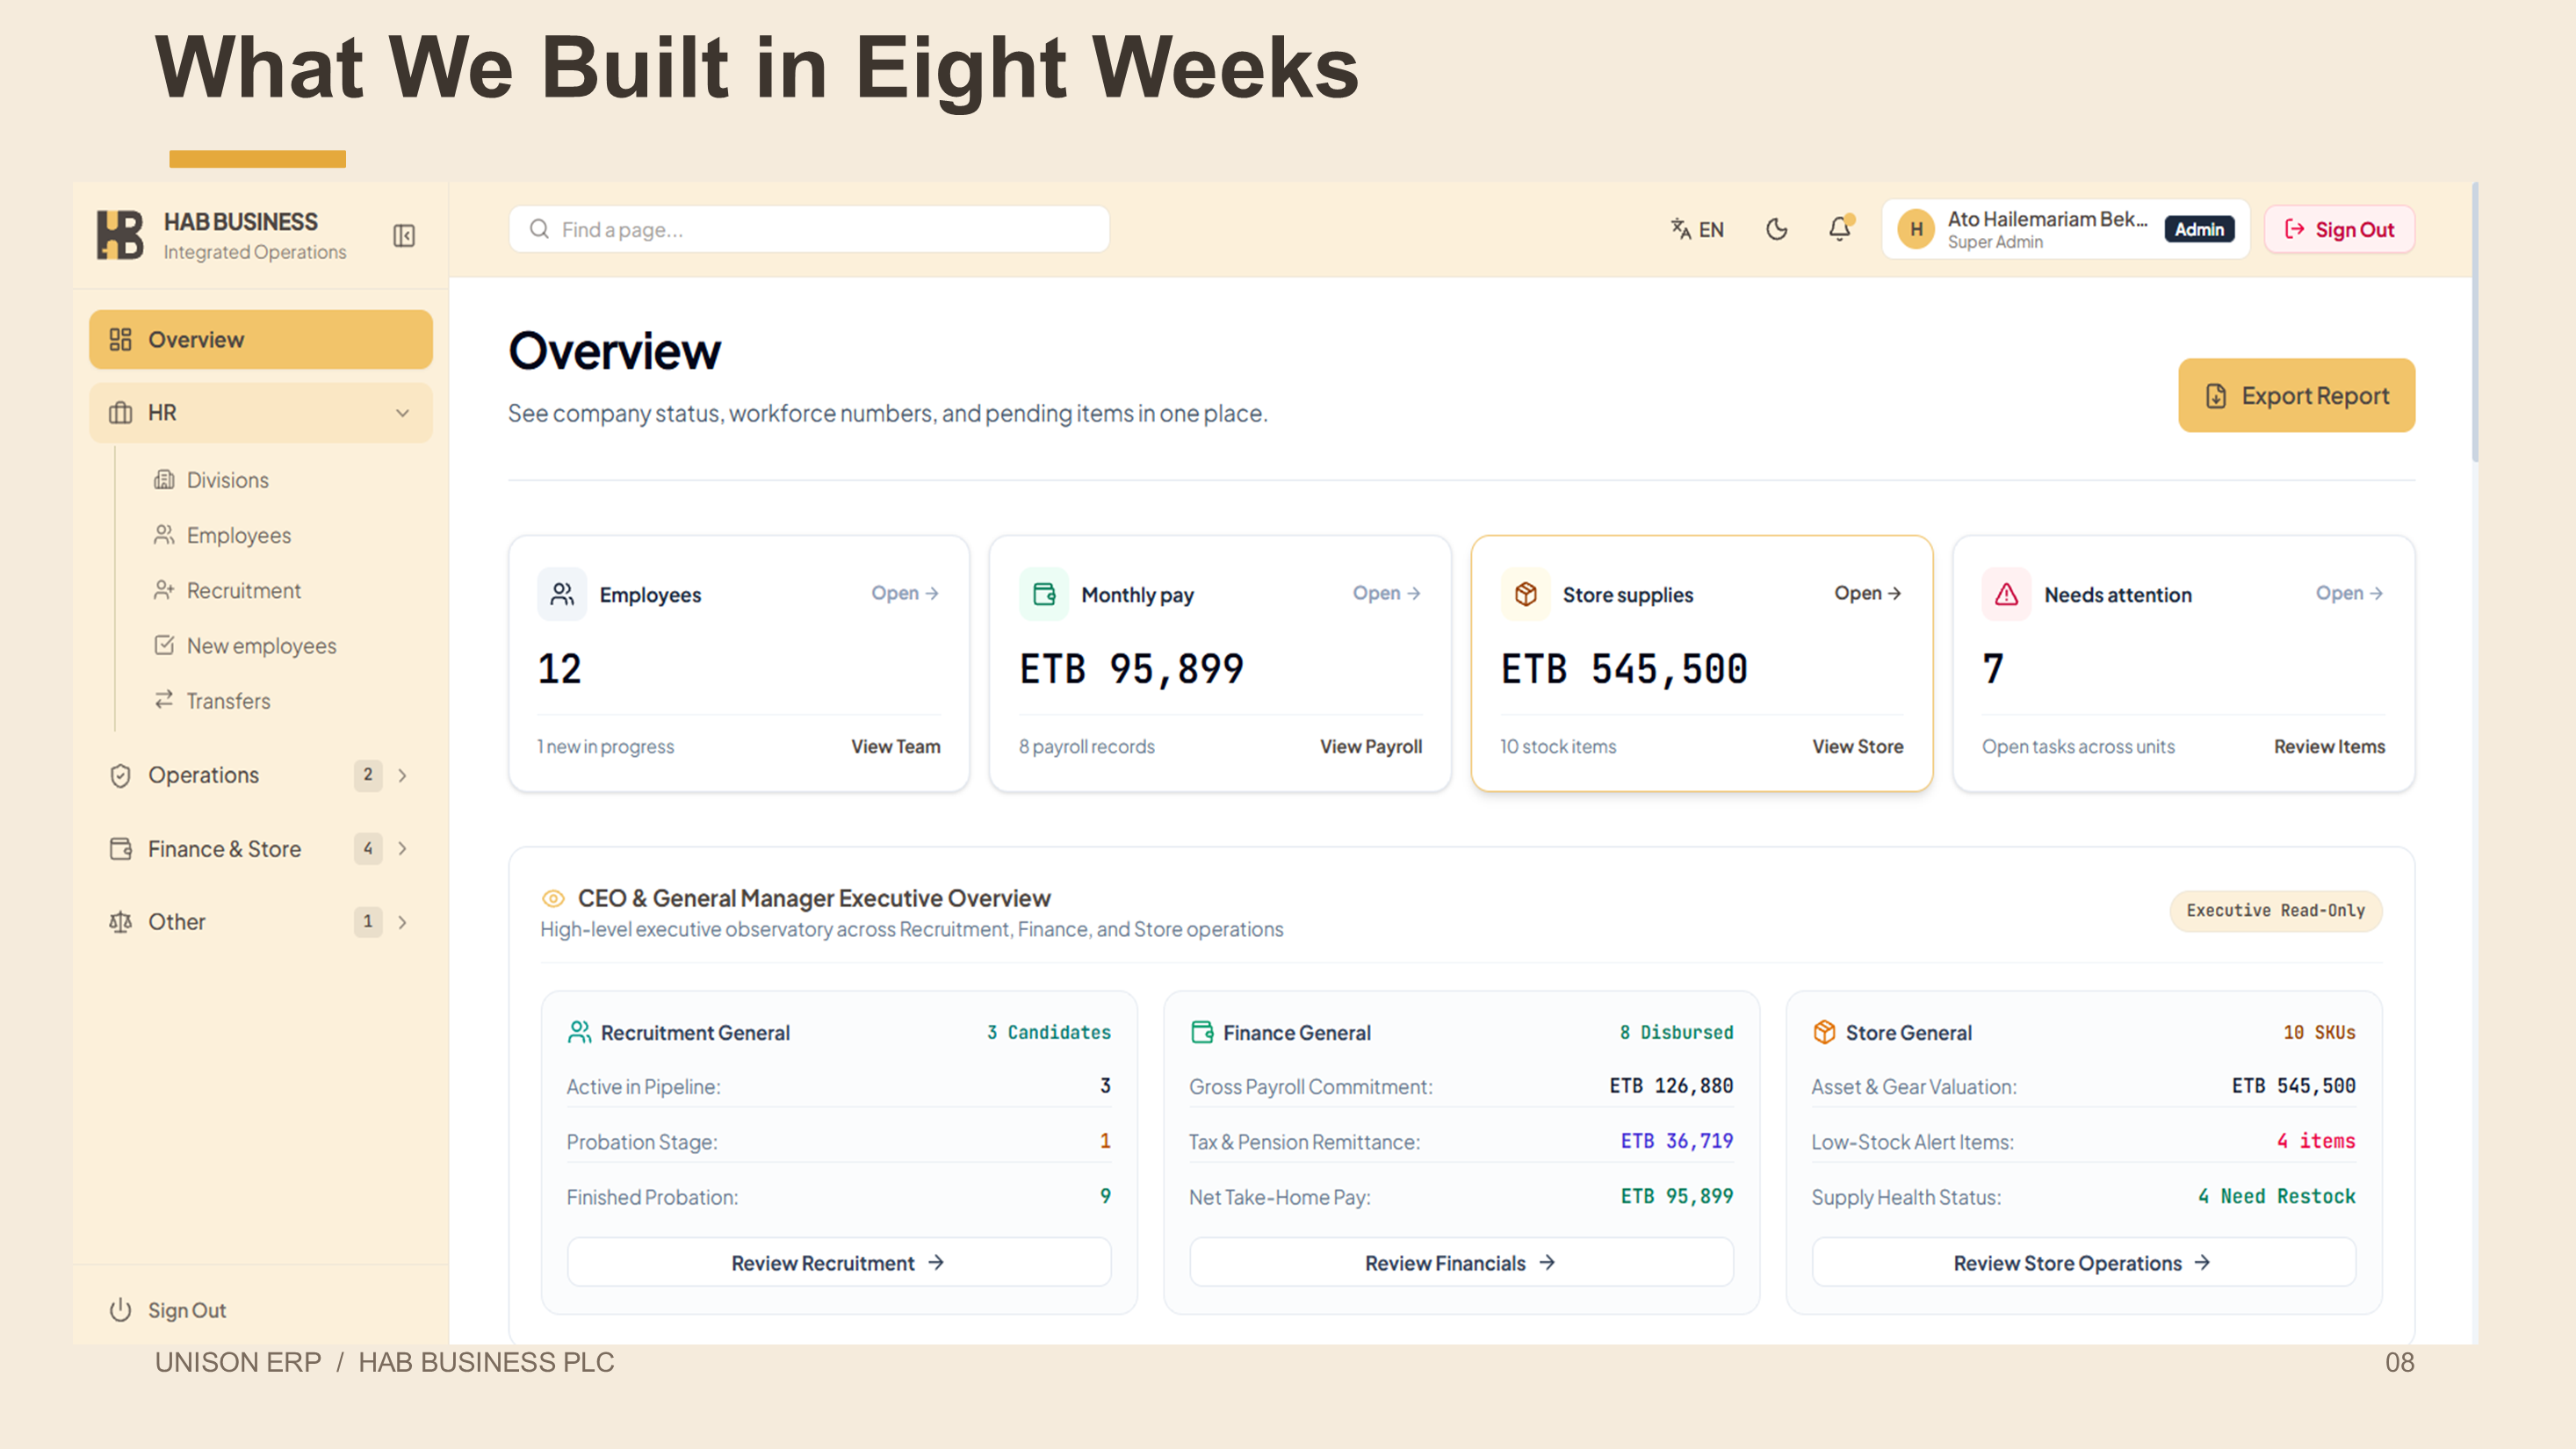 What We Built in Eight Weeks
HAB BUSINESS
Integrated Operations
Find a page...
EN
H
Ato Hailemariam Bek...
Super Admin
Admin
Sign Out
Overview
HR
Divisions
Employees
Recruitment
New employees
Transfers
Operations
2
Finance & Store
4
Other
1
Sign Out
Overview
See company status, workforce numbers, and pending items in one place.
Export Report
Employees
Open
12
1 new in progress
View Team
Monthly pay
Open
ETB 95,899
8 payroll records
View Payroll
Store supplies
Open
ETB 545,500
10 stock items
View Store
Needs attention
Open
7
Open tasks across units
Review Items
CEO & General Manager Executive Overview
High-level executive observatory across Recruitment, Finance, and Store operations
Executive Read-Only
Recruitment General
3 Candidates
Active in Pipeline:
3
Probation Stage:
1
Finished Probation:
9
Review Recruitment
Finance General
8 Disbursed
Gross Payroll Commitment:
ETB 126,880
Tax & Pension Remittance:
ETB 36,719
Net Take-Home Pay:
ETB 95,899
Review Financials
Store General
10 SKUs
Asset & Gear Valuation:
ETB 545,500
Low-Stock Alert Items:
4 items
Supply Health Status:
4 Need Restock
Review Store Operations
UNISON ERP / HAB BUSINESS PLC
08